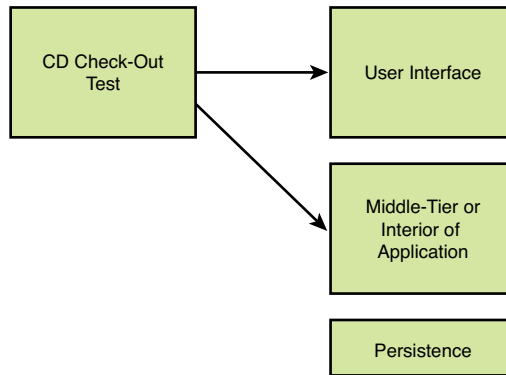 CD Check-Out
Test
User Interface
Middle-Tier or
Interior of
Application
Persistence